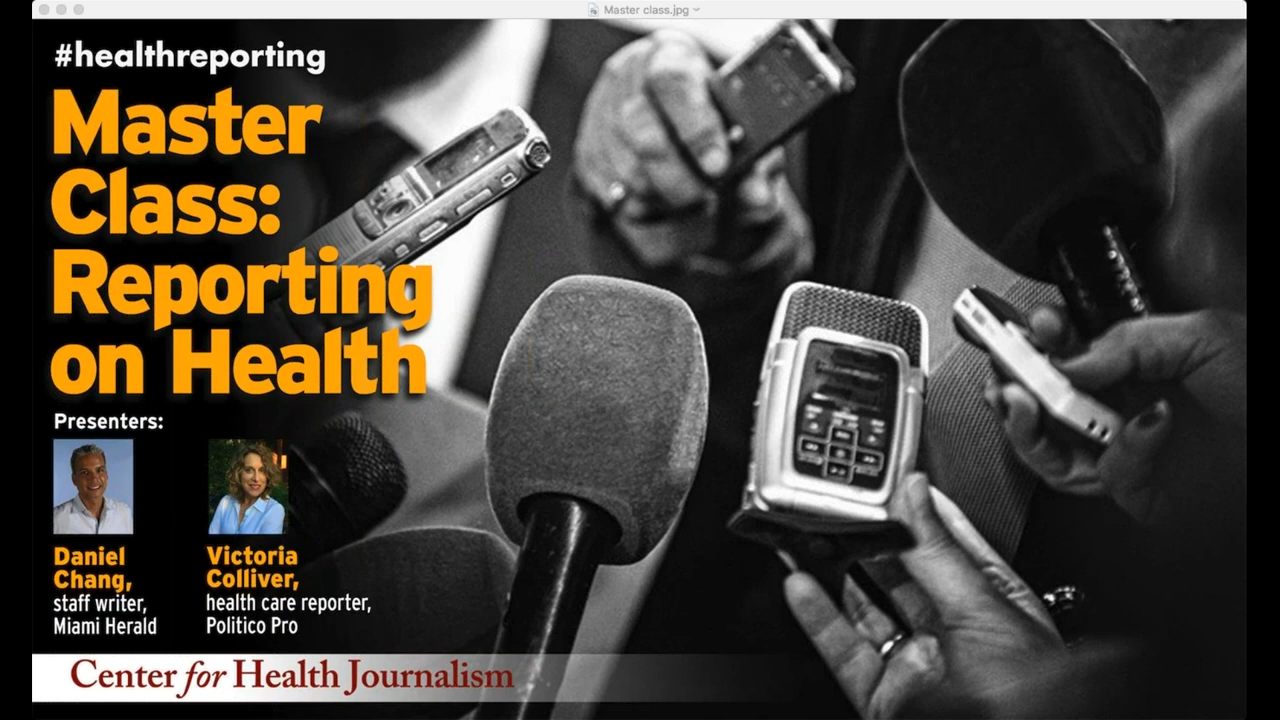 Master class.jpg
#healthreporting
Master
Class:
Reporting
on Health
Presenters:
Daniel
Chang,
staff writer,
Miami Herald
Victoria
Colliver,
health care reporter,
Politico Pro
Center for Health Journalism